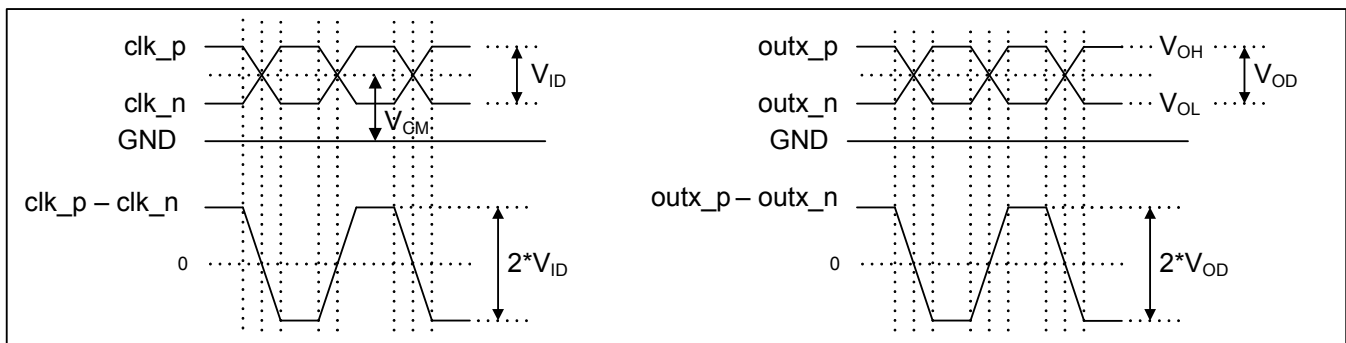 clk_p
V_ID
clk_n
V_CM
GND
clk_p – clk_n
0
2*V_ID
outx_p
V_OH
V_OD
outx_n
V_OL
GND
outx_p – outx_n
0
2*V_OD